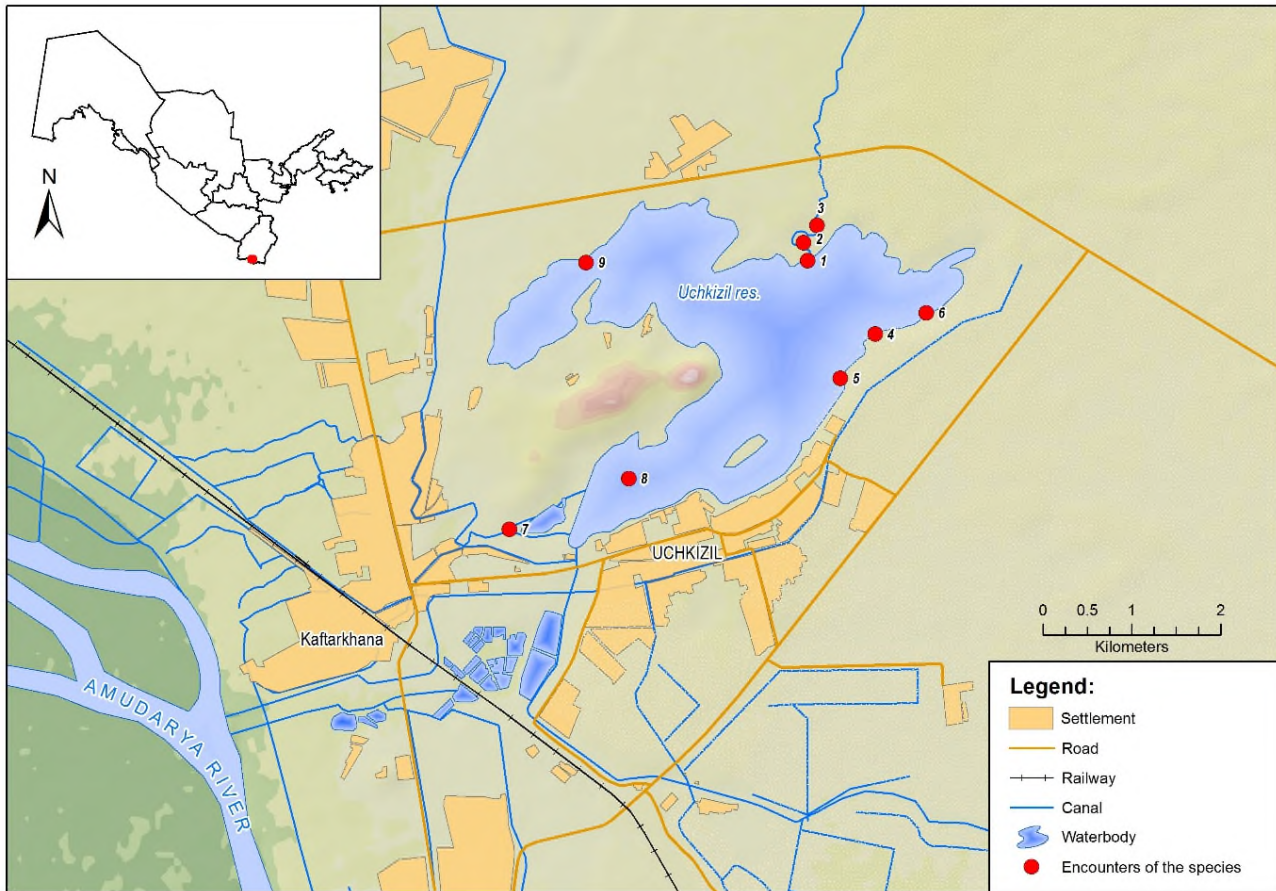 N
3
2
1
9
Uchkizil res.
6
4
5
8
7
UCHKIZIL
Kaftarkhana
AMUDARYA RIVER
0 0.5 1 2
Kilometers
Legend:
Settlement
Road
Railway
Canal
Waterbody
Encounters of the species